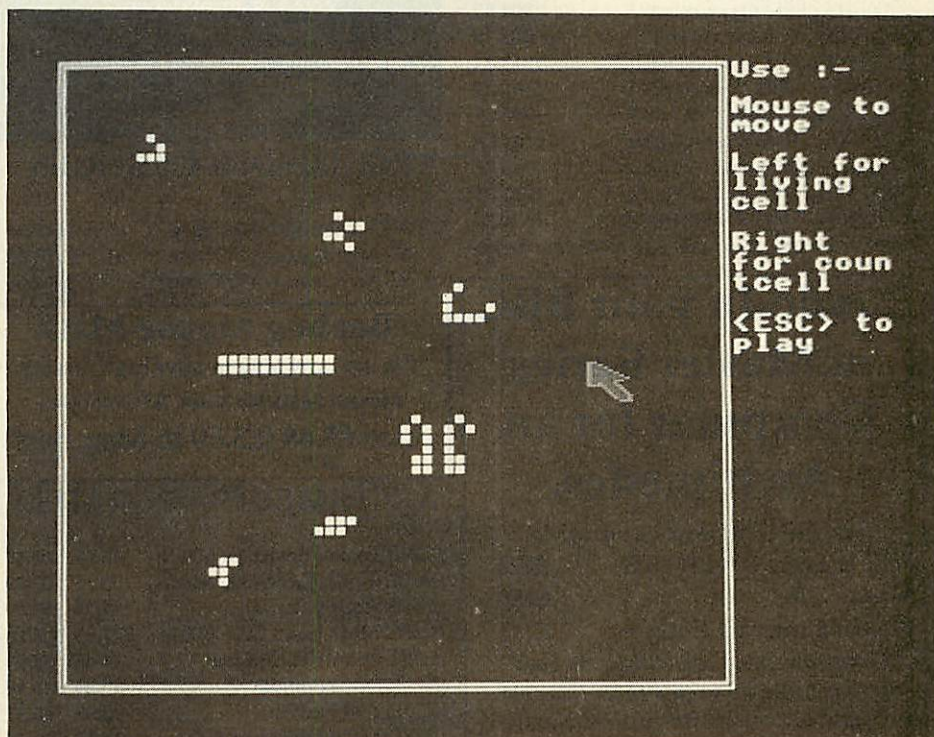 Use :-
Mouse to
move
Left for
living
cell
Right
for coun
tcell
<ESC> to
play